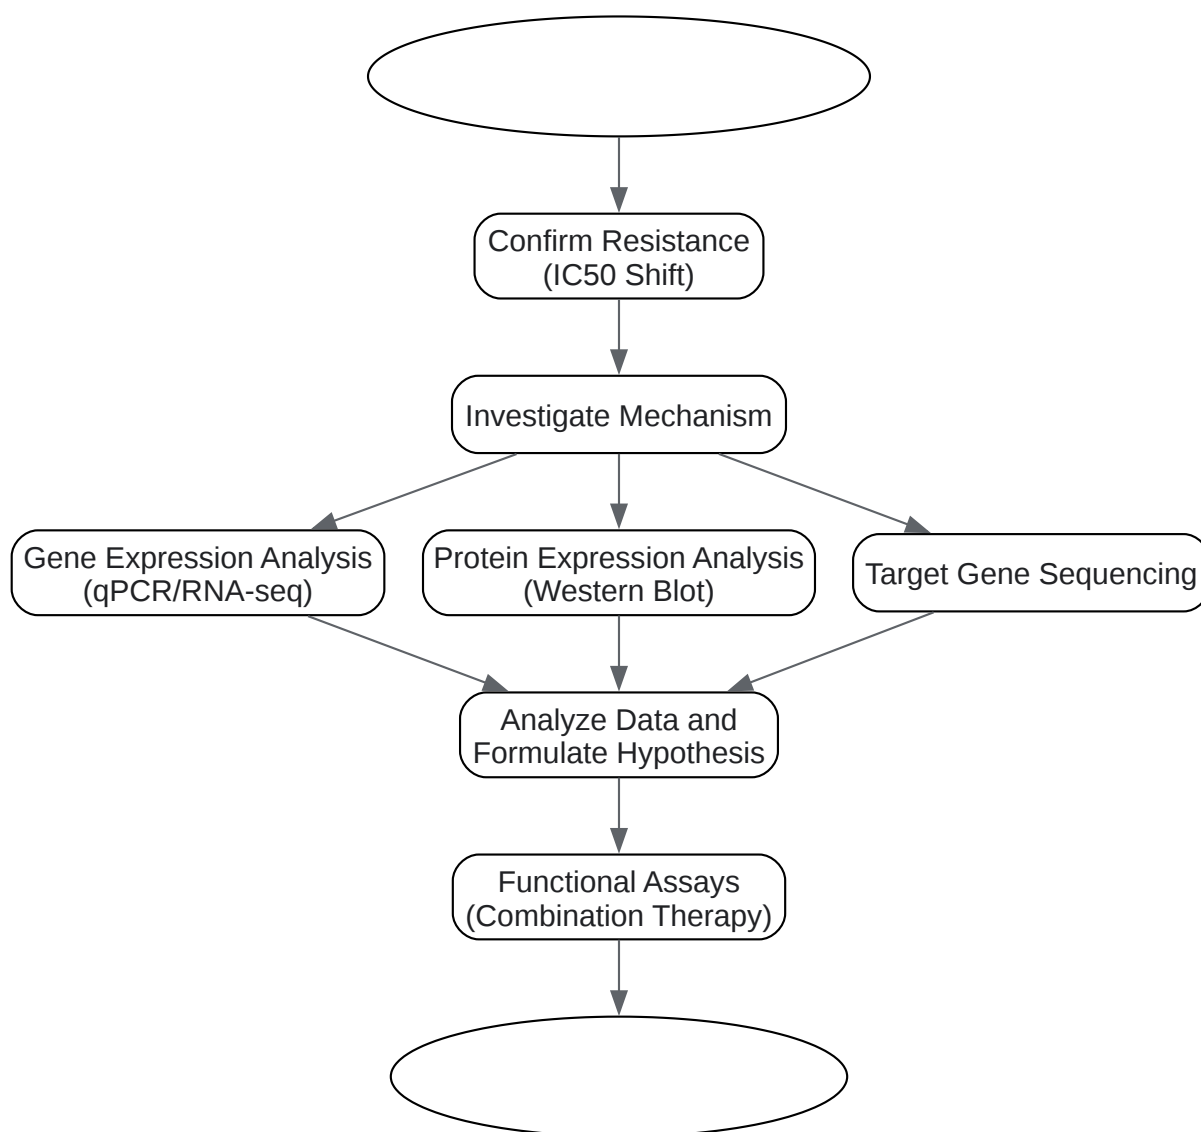 Confirm Resistance
(IC50 Shift)
Investigate Mechanism
Gene Expression Analysis
(qPCR/RNA-seq)
Protein Expression Analysis
(Western Blot)
Target Gene Sequencing
Analyze Data and
Formulate Hypothesis
Functional Assays
(Combination Therapy)